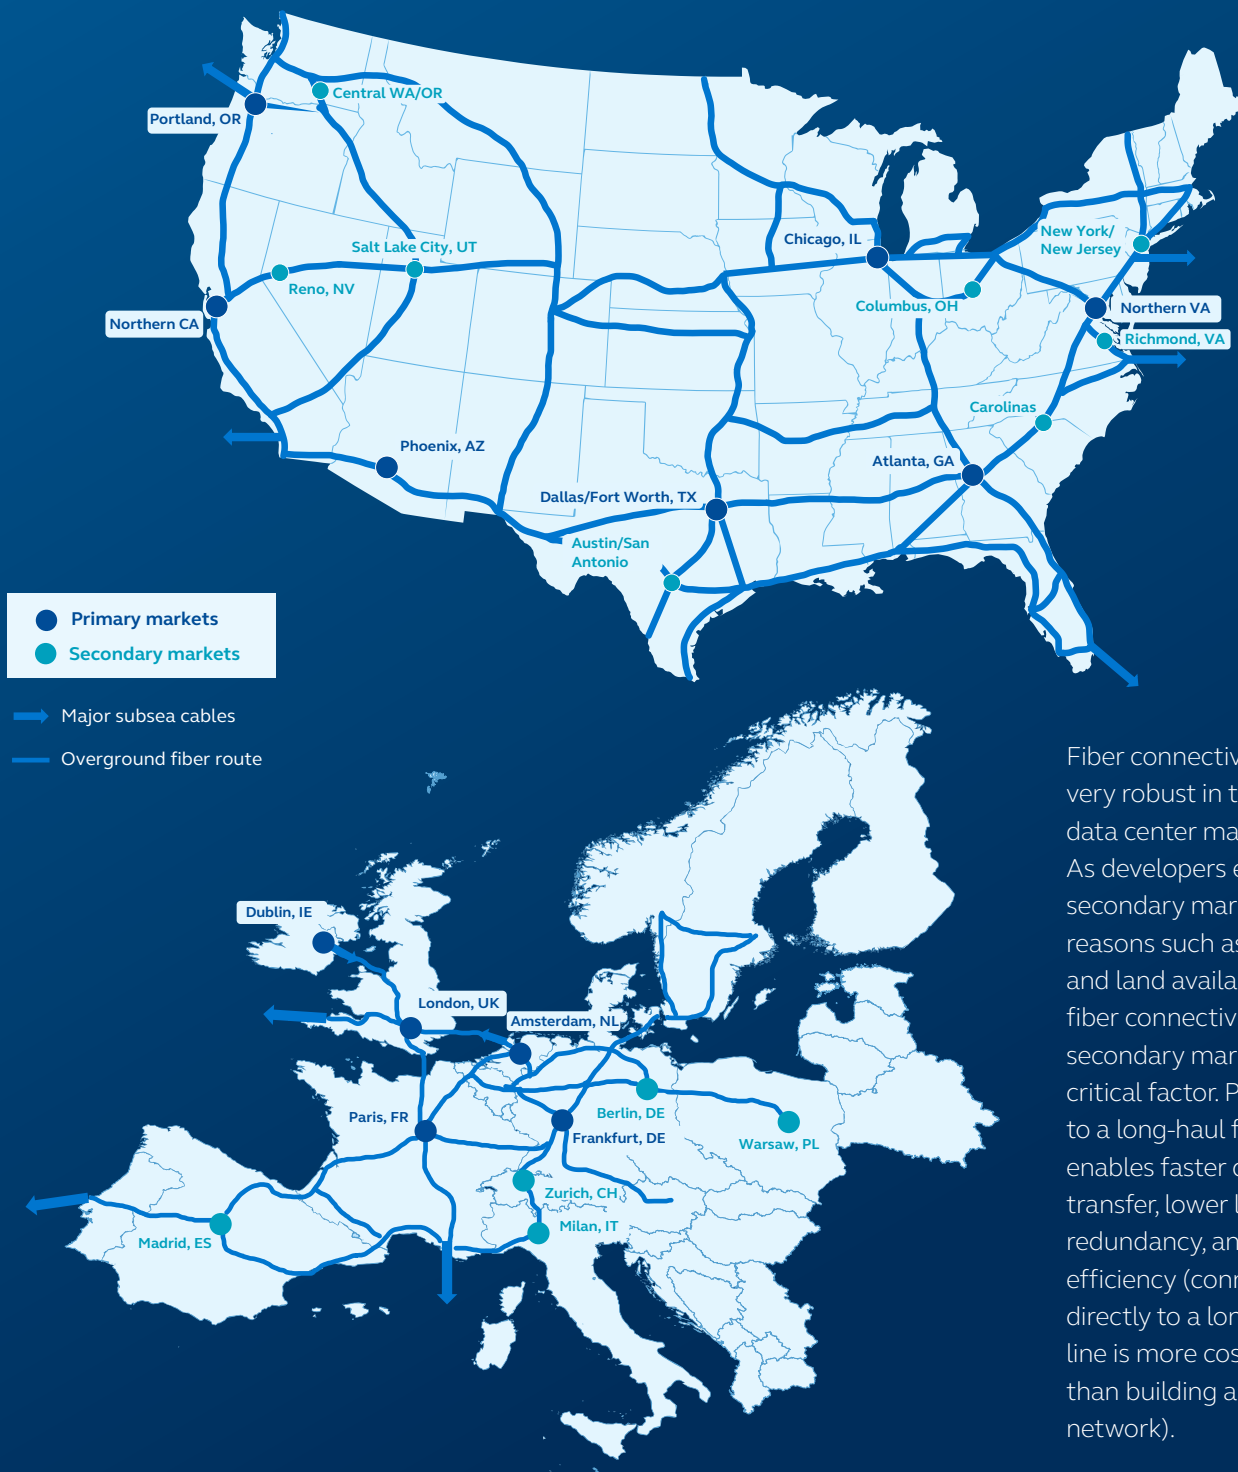 Central WA/OR
Portland, OR
Salt Lake City, UT
Reno, NV
Northern CA
Chicago, IL
New York/
New Jersey
Columbus, OH
Northern VA
Richmond, VA
Carolinas
Phoenix, AZ
Atlanta, GA
Dallas/Fort Worth, TX
Austin/San
Antonio
Primary markets
Secondary markets
Major subsea cables
Overground fiber route
Dublin, IE
London, UK
Amsterdam, NL
Paris, FR
Berlin, DE
Frankfurt, DE
Warsaw, PL
Zurich, CH
Milan, IT
Madrid, ES
Fiber connectiv
very robust in t
data center ma
As developers e
secondary mar
reasons such as
and land availa
fiber connectiv
secondary mar
critical factor. P
to a long-haul f
enables faster
transfer, lower l
redundancy, an
efficiency (conn
directly to a lon
line is more cos
than building a
network).